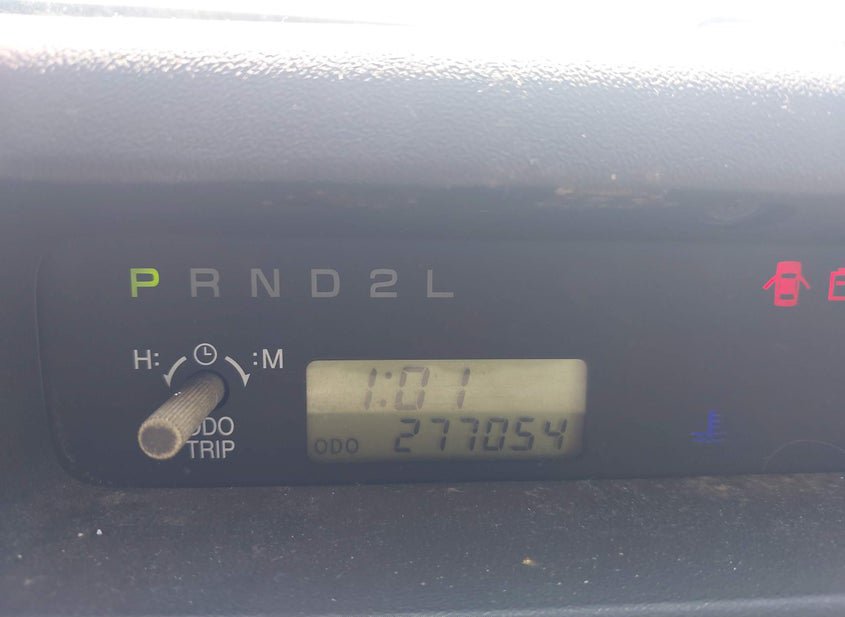 P R N D 2 L
H: :M
1:01
ODO
TRIP
ODO 277054